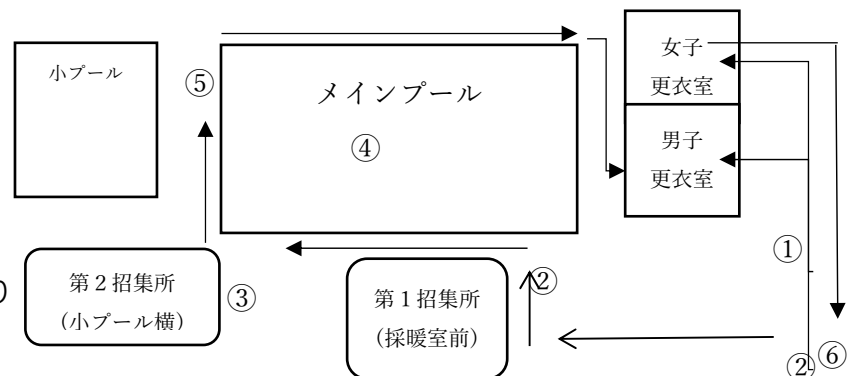 小プール
⑤
メインプール
④
女子
更衣室
男子
更衣室
①
第２招集所
（小プール横）
③
第１招集所
（採暖室前）
②
②
⑥